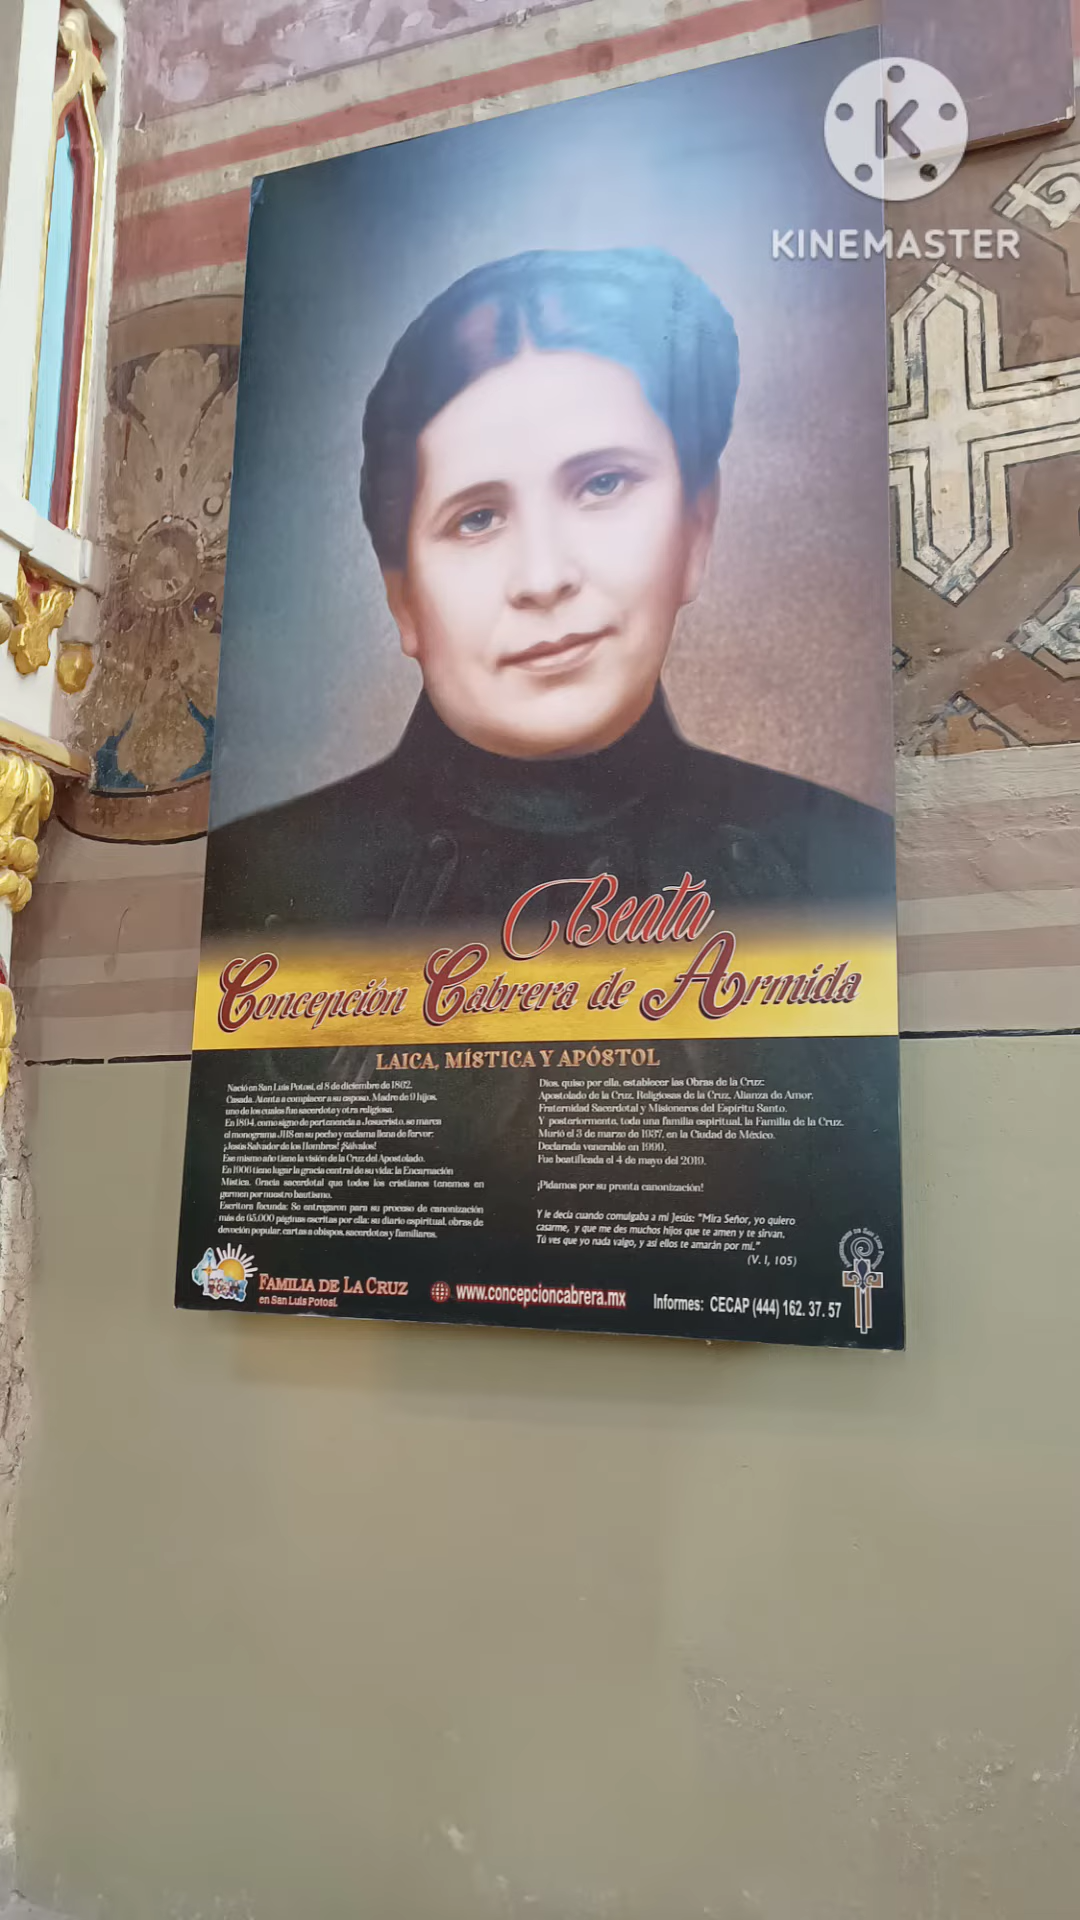 KINEMASTER
Beata
Concepción Cabrera de Armida
LAICA, MÍSTICA Y APÓSTOL
Nació en San Luis Potosí, el 8 de diciembre de 1862.
Casada. Atenta a complacer a su esposo. Madre de 9 hijos,
uno de los cuales fue sacerdote y otra religiosa.
En 1894, como signo de pertenencia a Jesucristo, se marca
el monograma JHS en su pecho y exclama llena de fervor:
¡Jesús Salvador de los Hombres! ¡Sálvalos!
Ese mismo año tiene la visión de la Cruz del Apostolado.
En 1906 tiene lugar la gracia central de su vida: la Encarnación
Mística. Gracia sacerdotal que todos los cristianos tenemos en
germen por nuestro bautismo.
Escritora fecunda: Se entregaron para su proceso de canonización
más de 65,000 páginas escritas por ella: su diario espiritual, obras de
devoción popular, cartas a obispos, sacerdotes y familiares.
Dios, quiso por ella, establecer las Obras de la Cruz:
Apostolado de la Cruz, Religiosas de la Cruz, Alianza de Amor,
Fraternidad Sacerdotal y Misioneros del Espíritu Santo.
Y posteriormente, toda una familia espiritual, la Familia de la Cruz.
Murió el 3 de marzo de 1937, en la Ciudad de México.
Declarada venerable en 1999.
Fue beatificada el 4 de mayo del 2019.
¡Pidamos por su pronta canonización!
Y le decía cuando comulgaba a mi Jesús: "Mira Señor, yo quiero
casarme, y que me des muchos hijos que te amen y te sirvan.
Tú ves que yo nada valgo, y así ellos te amarán por mí."
(V. I, 105)
FAMILIA DE LA CRUZ
en San Luis Potosí.
www.concepcioncabrera.mx
Informes: CECAP (444) 162. 37. 57